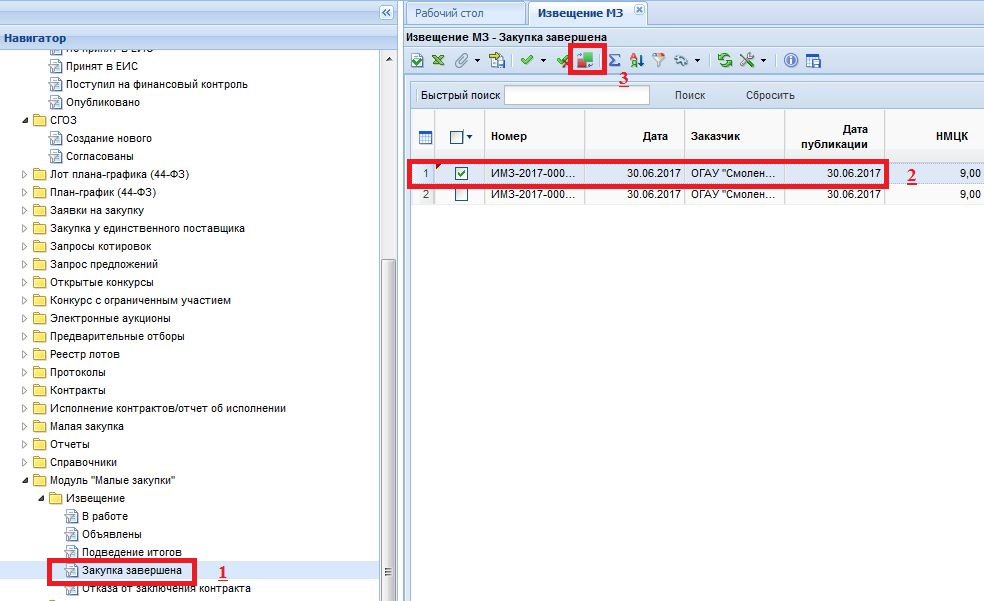 Навигатор
Принят в ЕИС
Поступил на финансовый контроль
Опубликовано
СГОЗ
Создание нового
Согласованы
Лот плана-графика (44-ФЗ)
План-график (44-ФЗ)
Заявки на закупку
Закупка у единственного поставщика
Запросы котировок
Запрос предложений
Открытые конкурсы
Конкурс с ограниченным участием
Электронные аукционы
Предварительные отборы
Реестр лотов
Протоколы
Контракты
Исполнение контрактов/отчет об исполнении
Малая закупка
Отчеты
Справочники
Модуль "Малые закупки"
Извещение
В работе
Объявлены
Подведение итогов
Закупка завершена 1
Отказа от заключения контракта
Рабочий стол Извещение МЗ
Извещение МЗ - Закупка завершена
3
Быстрый поиск Поиск Сбросить
Номер Дата Заказчик Дата публикации НМЦК
1 ИМЗ-2017-000... 30.06.2017 ОГАУ "Смолен... 30.06.2017 9,00
2
2 ИМЗ-2017-000... 30.06.2017 ОГАУ "Смолен... 30.06.2017 9,00